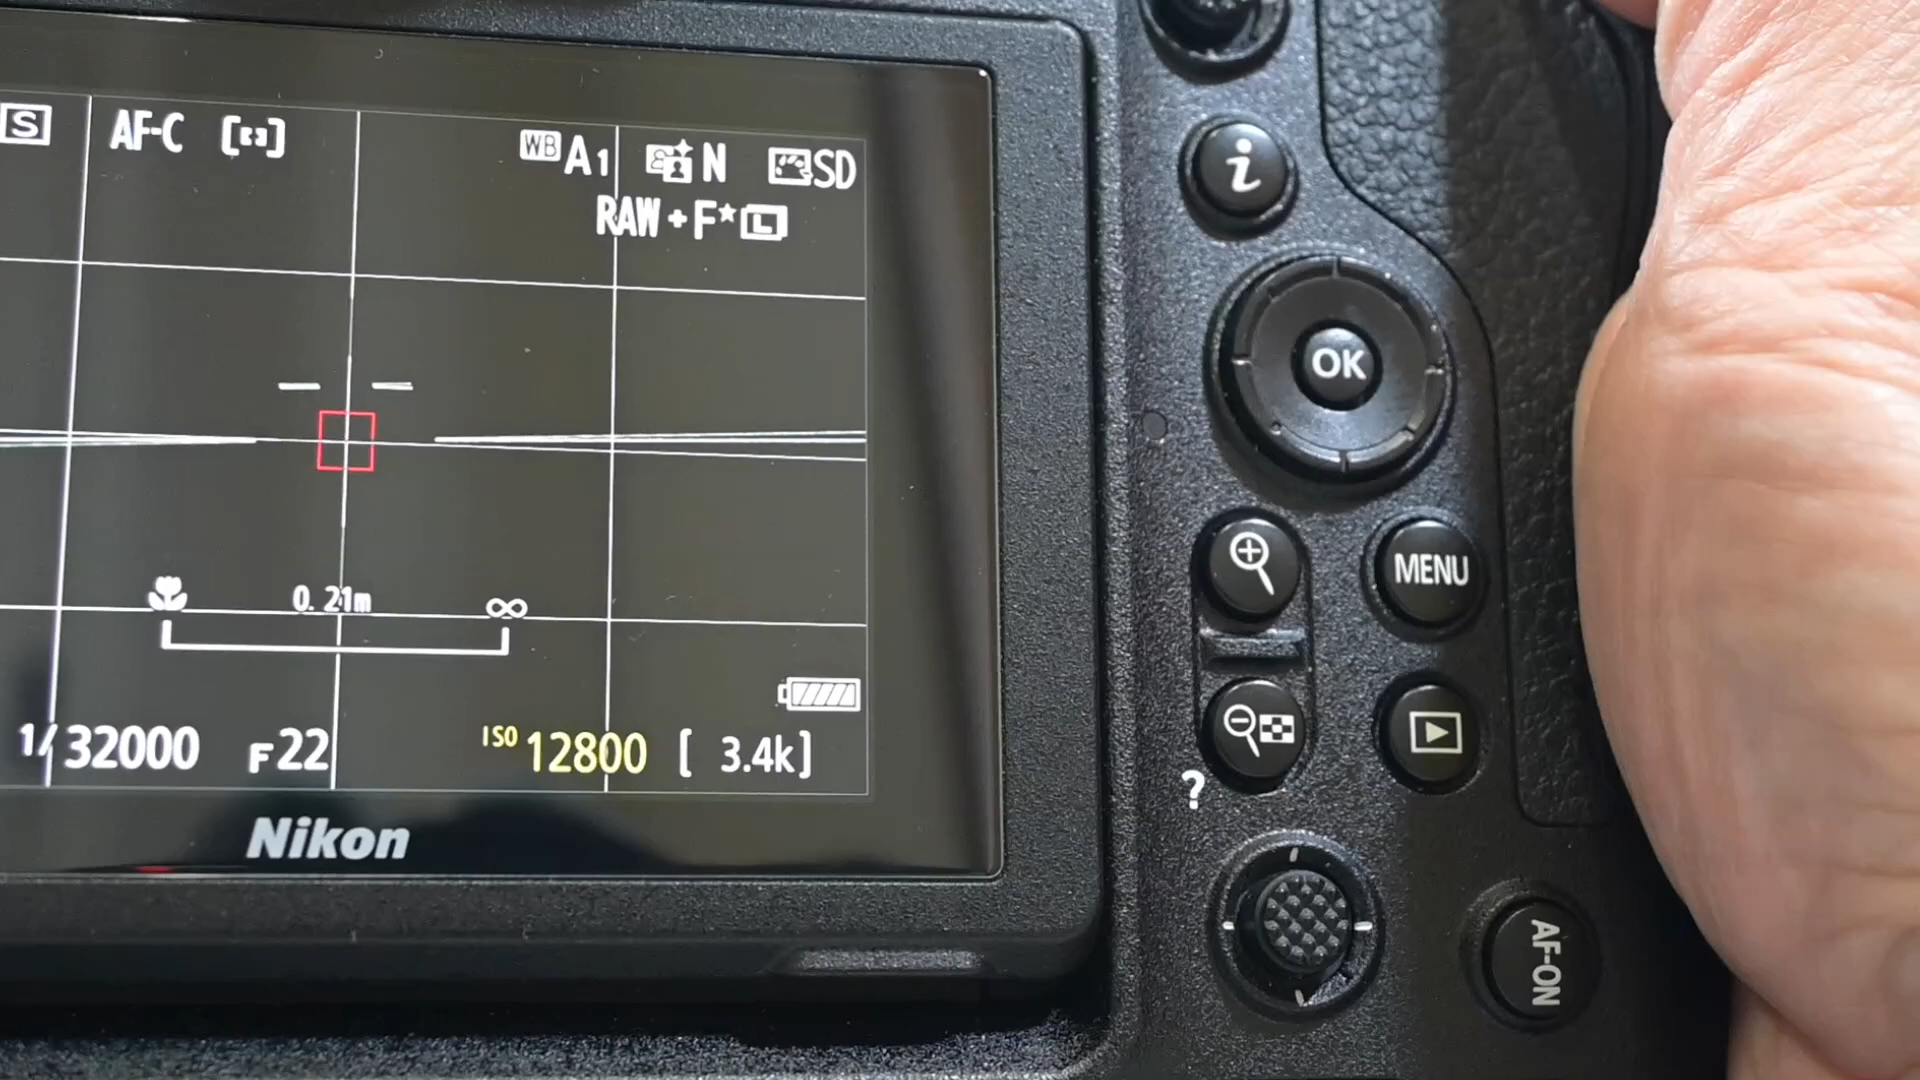 S AF-C [ ] WB A1 N SD
RAW+F★L
0.21m ∞
1/32000 F22 ISO 12800 [ 3.4k]
Nikon
i
OK
MENU
?
AF-ON